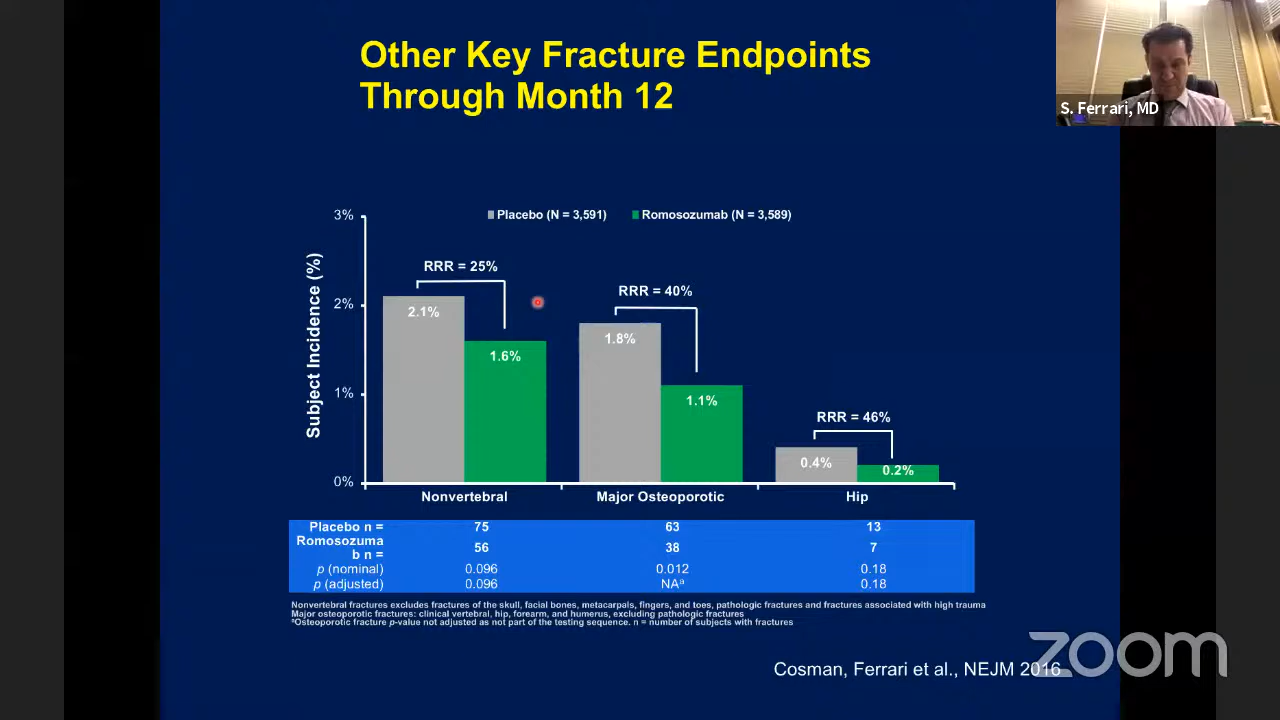 Other Key Fracture Endpoints
Through Month 12
S. Ferrari, MD
Placebo (N = 3,591) Romosozumab (N = 3,589)
Subject Incidence (%)
3%
2%
1%
0%
RRR = 25%
RRR = 40%
RRR = 46%
2.1%
1.6%
1.8%
1.1%
0.4%
0.2%
Nonvertebral Major Osteoporotic Hip
Placebo n = 75 63 13
Romosozuma
b n = 56 38 7
p (nominal) 0.096 0.012 0.18
p (adjusted) 0.096 NAᵃ 0.18
Nonvertebral fractures excludes fractures of the skull, facial bones, metacarpals, fingers, and toes, pathologic fractures and fractures associated with high trauma
Major osteoporotic fractures: clinical vertebral, hip, forearm, and humerus, excluding pathologic fractures
ᵃOsteoporotic fracture p-value not adjusted as not part of the testing sequence. n = number of subjects with fractures
Cosman, Ferrari et al., NEJM 2016
zoom